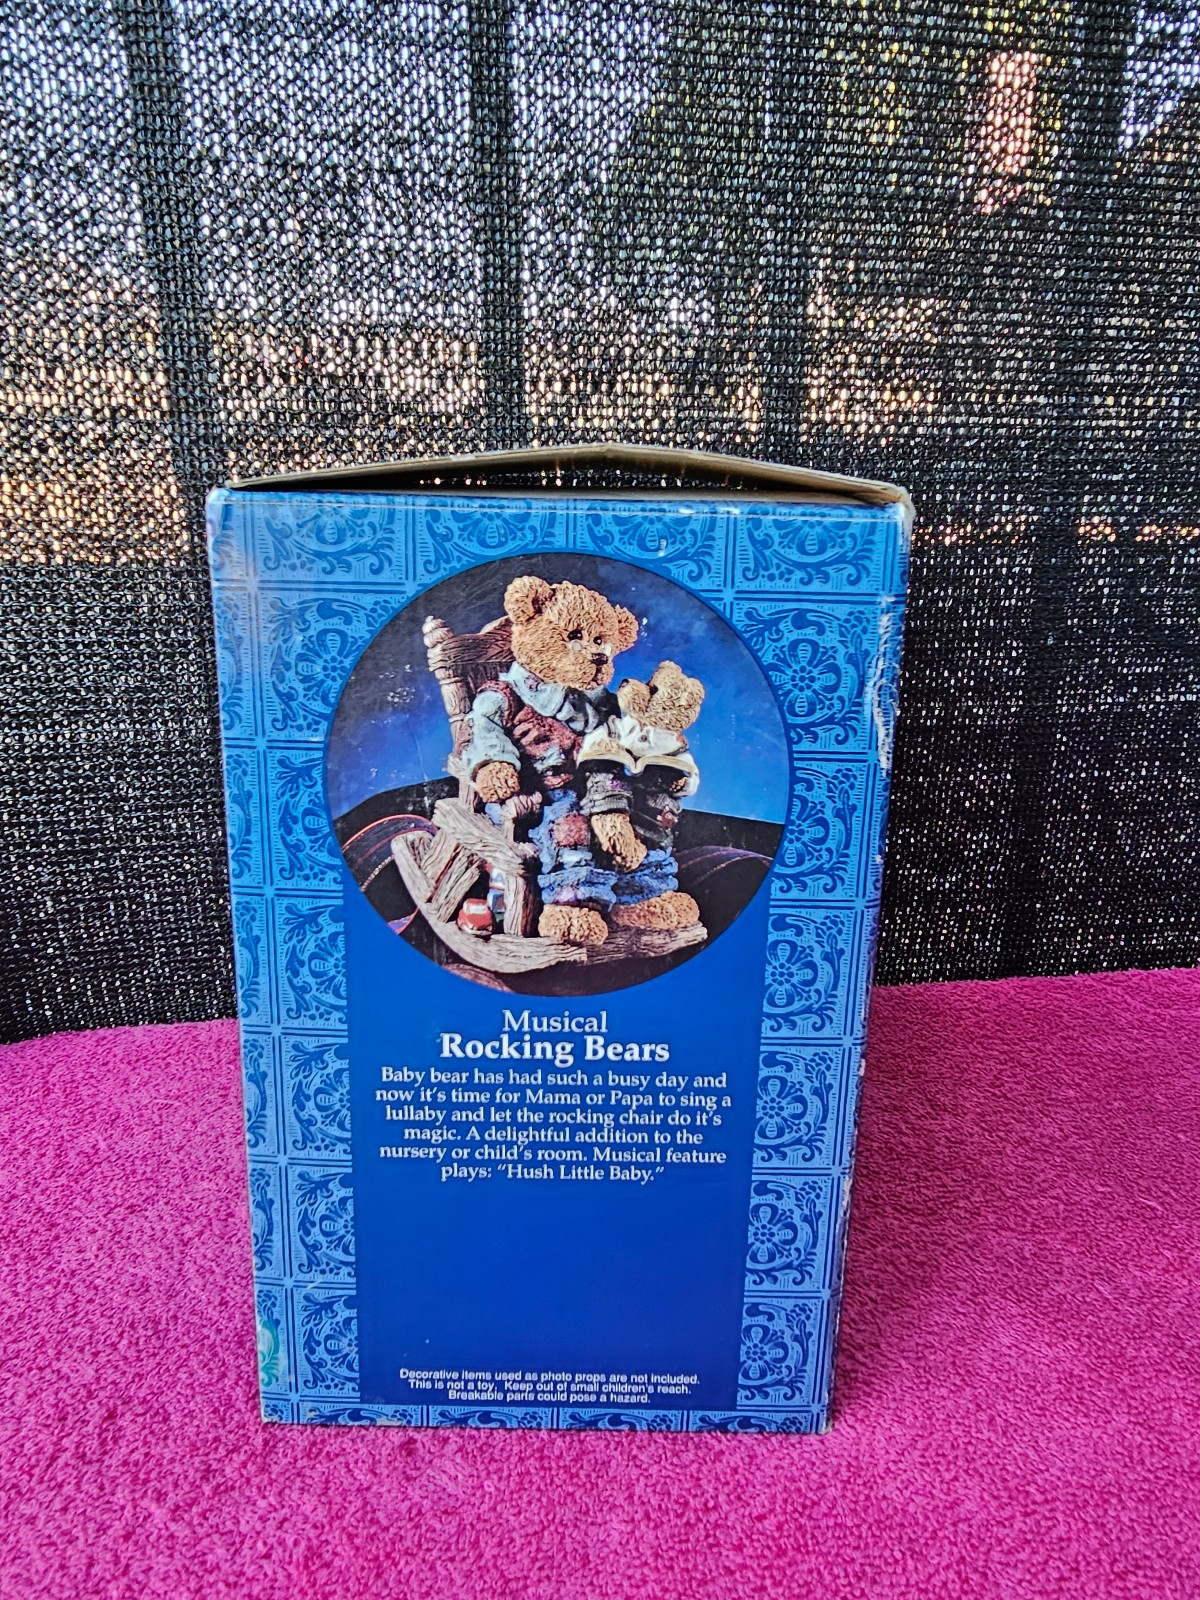 Musical
Rocking Bears
Baby bear has had such a busy day and
now it's time for Mama or Papa to sing a
lullaby and let the rocking chair do it's
magic. A delightful addition to the
nursery or child's room. Musical feature
plays: “Hush Little Baby.”
Decorative items used as photo props are not included.
This is not a toy. Keep out of small children's reach.
Breakable parts could pose a hazard.